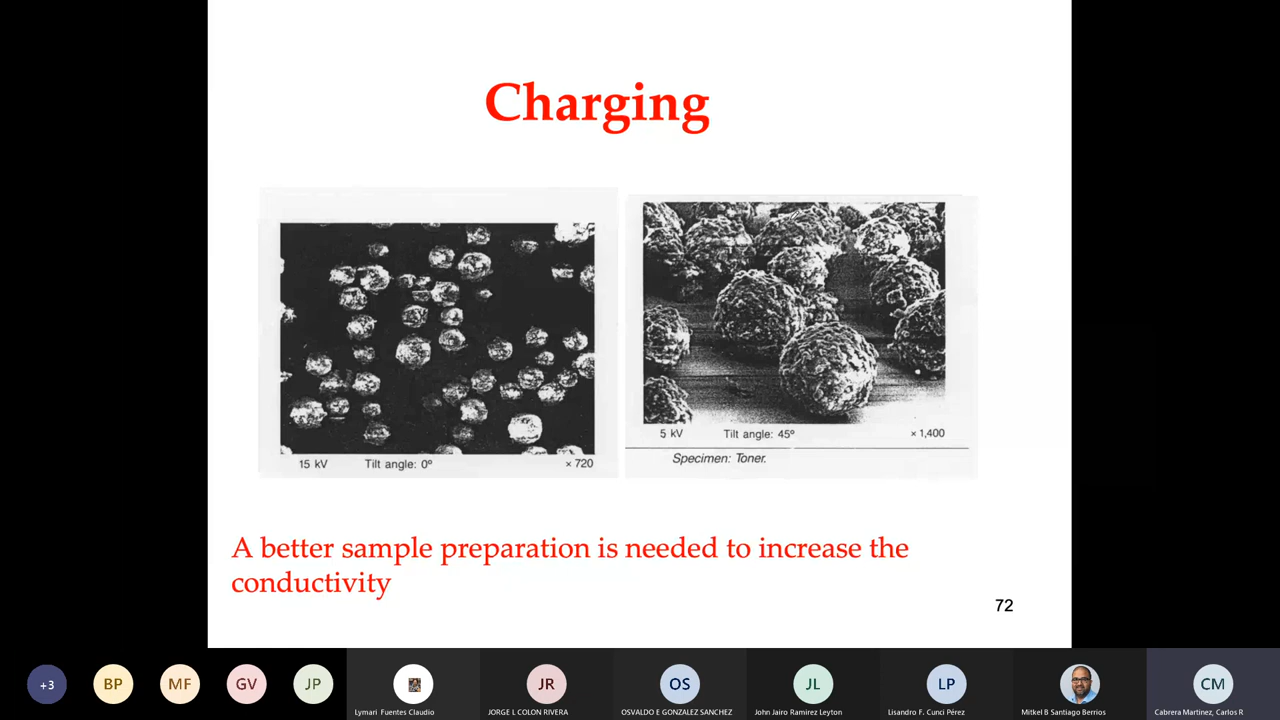 Charging
15 kV Tilt angle: 0° × 720
5 kV Tilt angle: 45° × 1,400
Specimen: Toner.
A better sample preparation is needed to increase the
conductivity
72
+3
BP
MF
GV
JP
Lymari Fuentes Claudio
JR
JORGE L COLON RIVERA
OS
OSVALDO E GONZALEZ SANCHEZ
JL
John Jairo Ramirez Leyton
LP
Lisandro F. Cunci Pérez
Mitkel B Santiago Berrios
CM
Cabrera Martinez, Carlos R